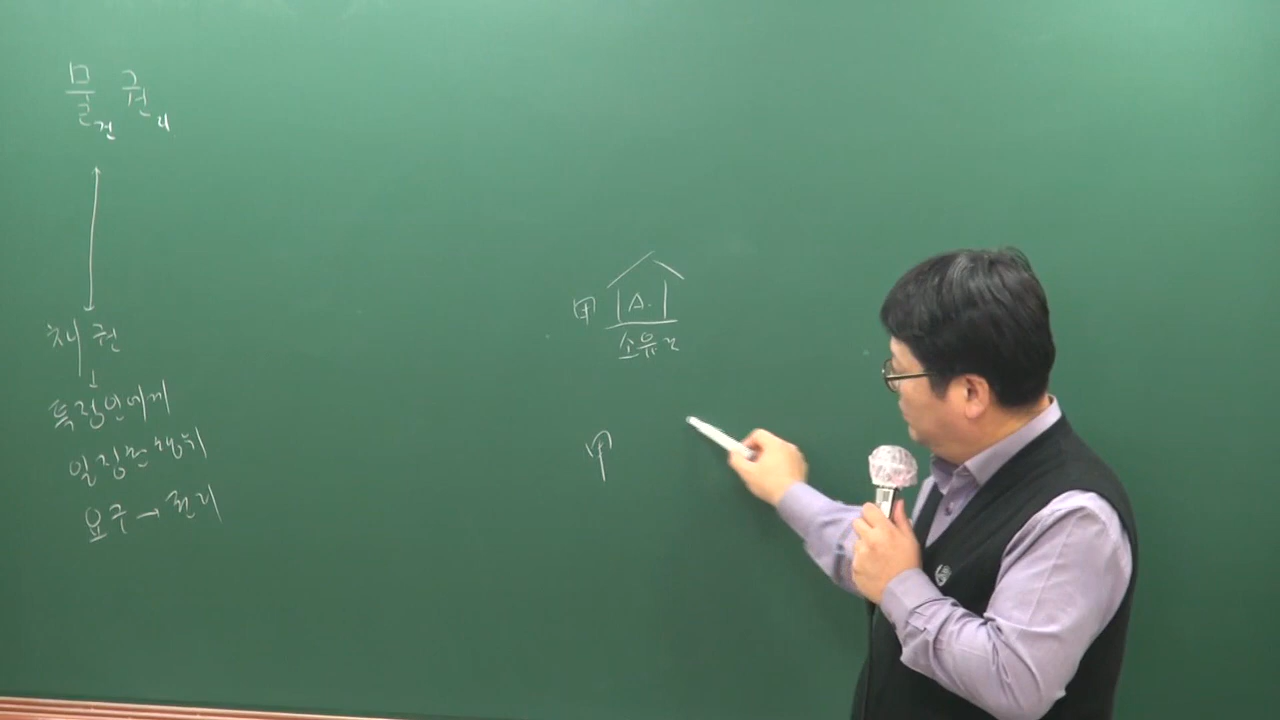 물건 권리
채권
특정인에게
일정한 행위
요구 → 권리
甲 A.
소유
甲